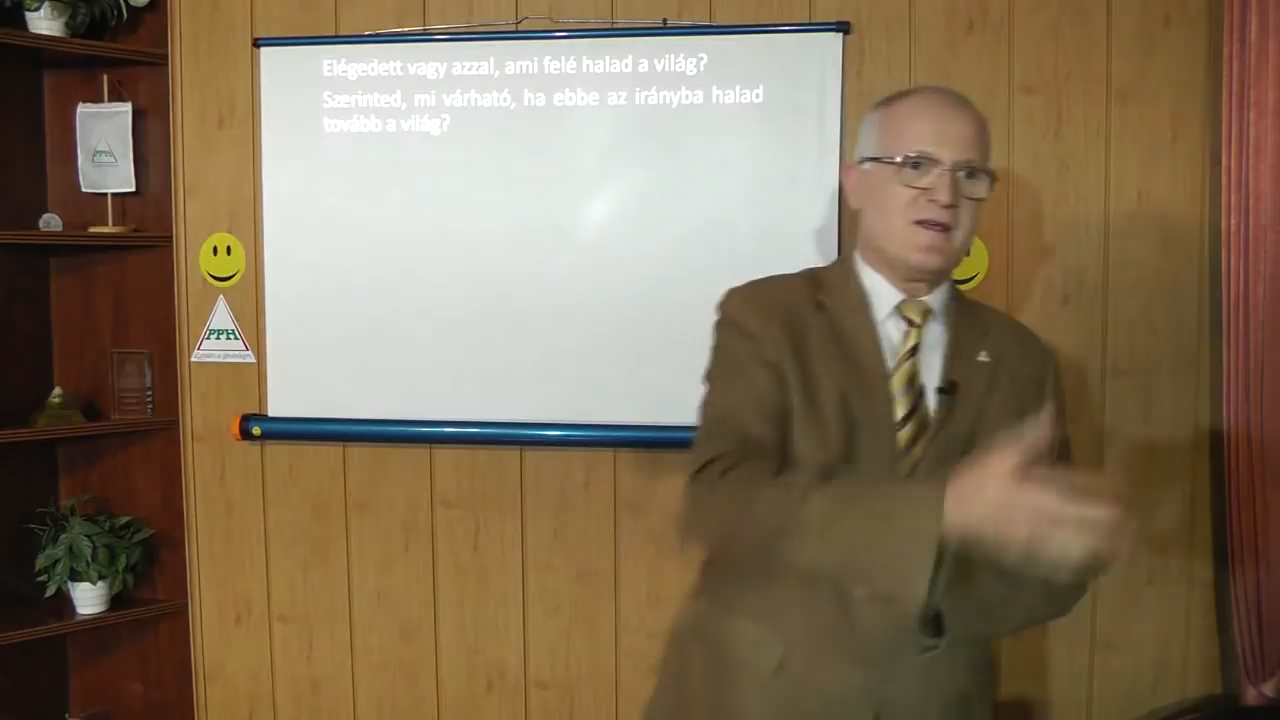 Elégedett vagy azzal, ami felé halad a világ?
Szerinted, mi várható, ha ebbe az irányba halad
tovább a világ?
PPH